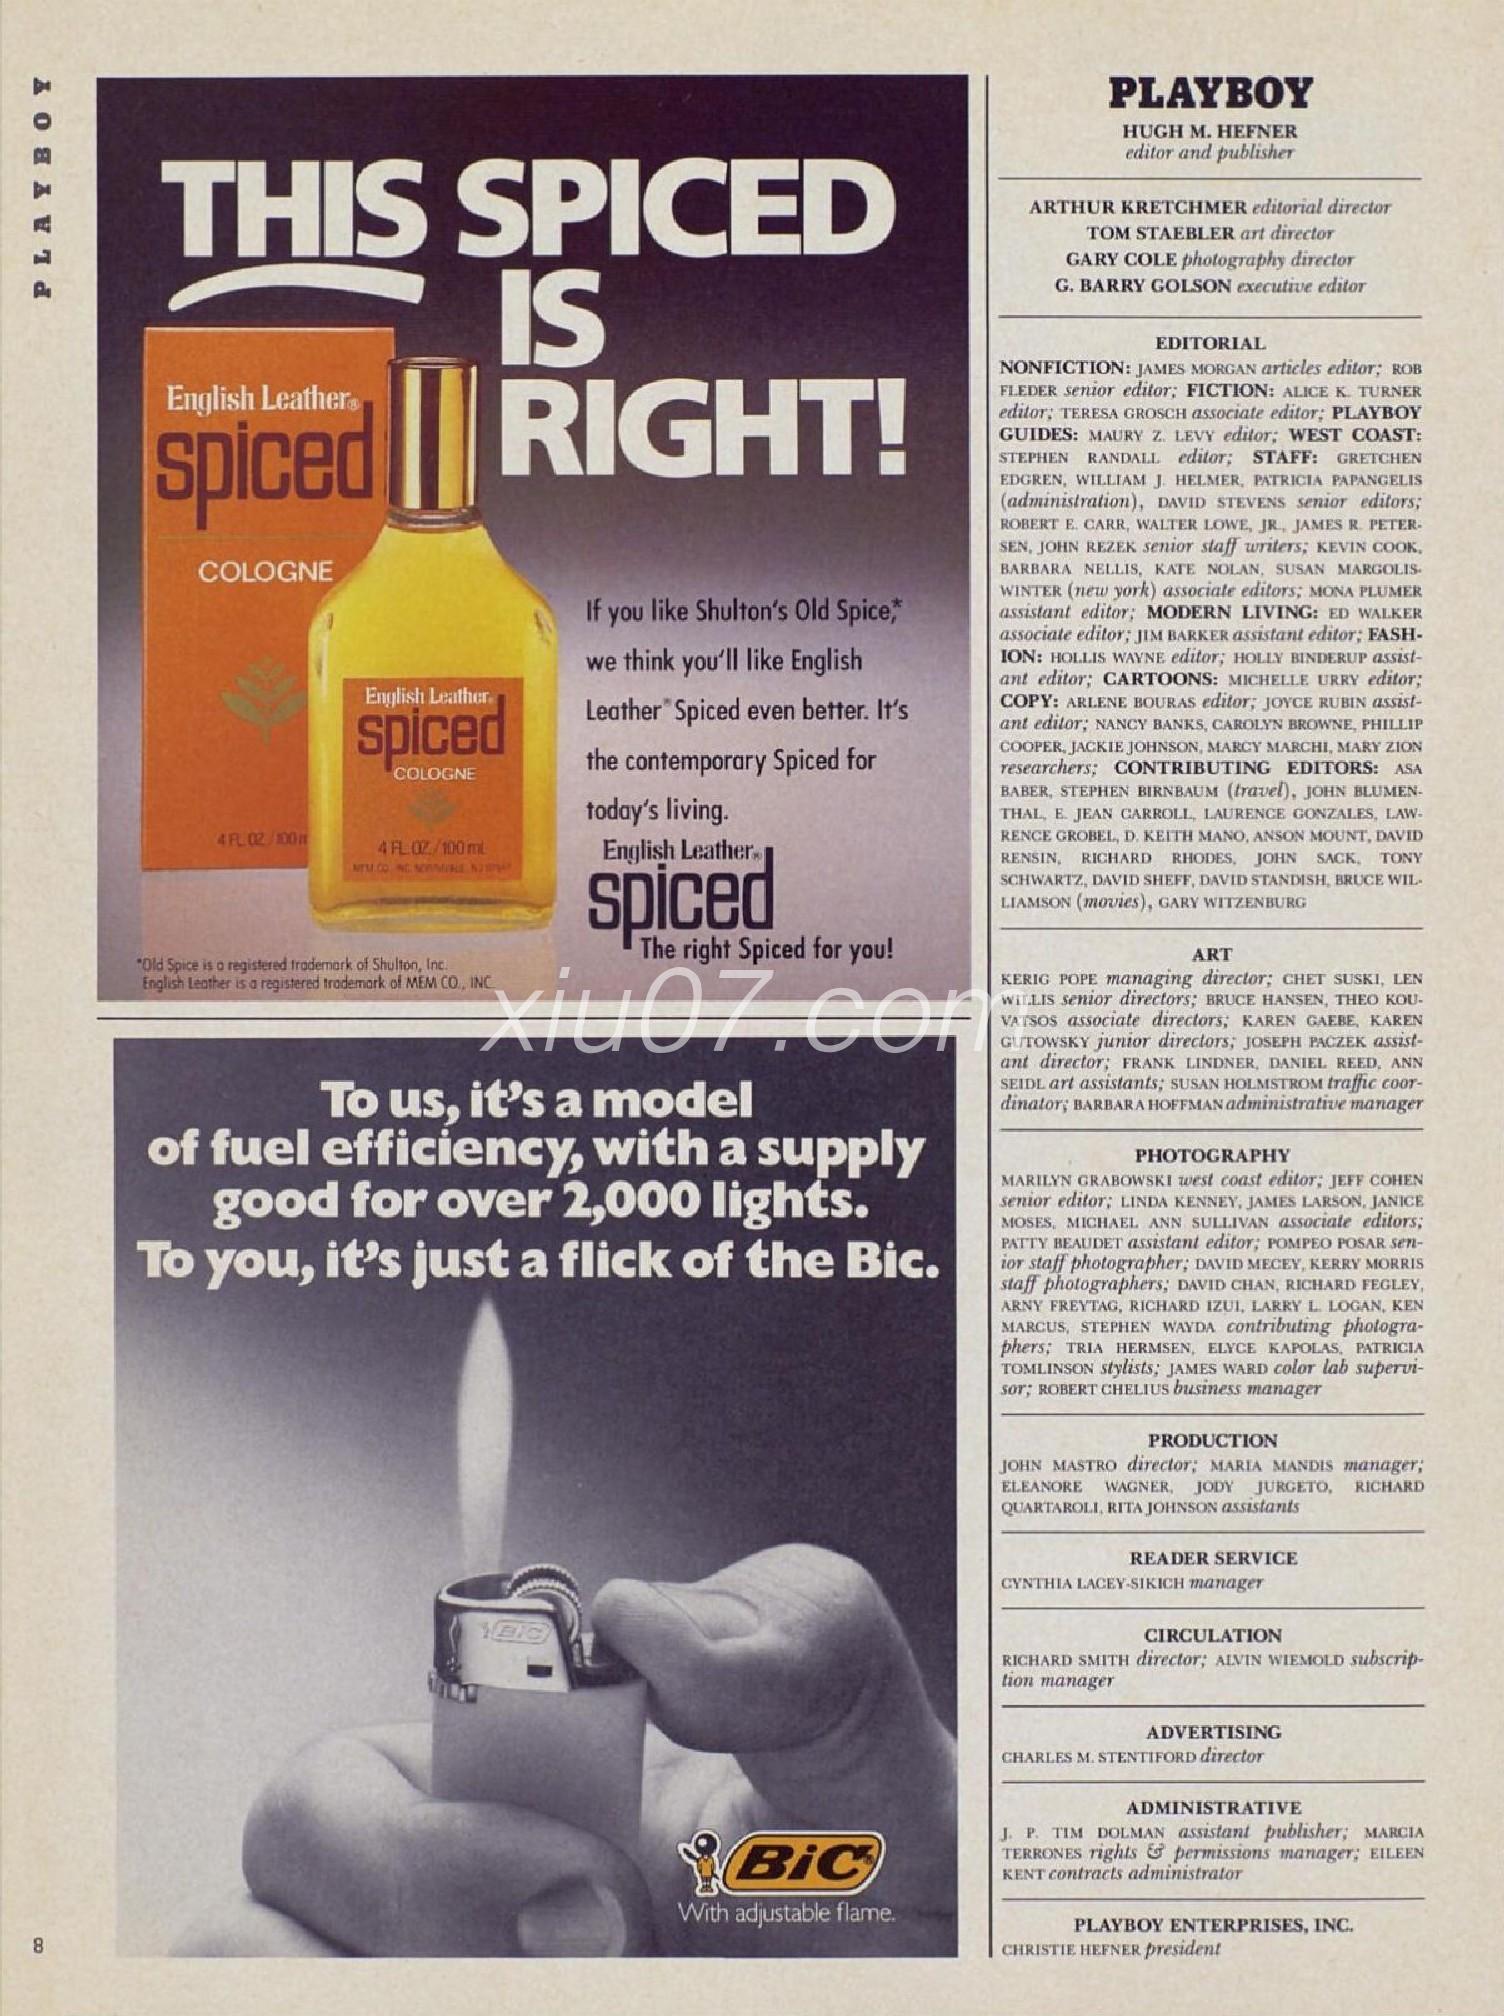 PLAYBOY
THIS SPICED
IS
RIGHT!
English Leather®
spiced
COLOGNE
4 FL. OZ./100 m
English Leather®
spiced
COLOGNE
4 FL. OZ./100 mL
If you like Shulton's Old Spice,*
we think you'll like English
Leather® Spiced even better. It's
the contemporary Spiced for
today's living.
English Leather®
spiced
The right Spiced for you!
*Old Spice is a registered trademark of Shulton, Inc.
English Leather is a registered trademark of MEM CO., INC.
xiu07.com
To us, it's a model
of fuel efficiency, with a supply
good for over 2,000 lights.
To you, it's just a flick of the Bic.
BIC
BIC®
With adjustable flame.
8
PLAYBOY
HUGH M. HEFNER
editor and publisher
ARTHUR KRETCHMER editorial director
TOM STAEBLER art director
GARY COLE photography director
G. BARRY GOLSON executive editor
EDITORIAL
NONFICTION: JAMES MORGAN articles editor; ROB
FLEDER senior editor; FICTION: ALICE K. TURNER
editor; TERESA GROSCH associate editor; PLAYBOY
GUIDES: MAURY Z. LEVY editor; WEST COAST:
STEPHEN RANDALL editor; STAFF: GRETCHEN
EDGREN, WILLIAM J. HELMER, PATRICIA PAPANGELIS
(administration), DAVID STEVENS senior editors;
ROBERT E. CARR, WALTER LOWE, JR., JAMES R. PETER-
SEN, JOHN REZEK senior staff writers; KEVIN COOK,
BARBARA NELLIS, KATE NOLAN, SUSAN MARGOLIS-
WINTER (new york) associate editors; MONA PLUMER
assistant editor; MODERN LIVING: ED WALKER
associate editor; JIM BARKER assistant editor; FASH-
ION: HOLLIS WAYNE editor; HOLLY BINDERUP assist-
ant editor; CARTOONS: MICHELLE URRY editor;
COPY: ARLENE BOURAS editor; JOYCE RUBIN assist-
ant editor; NANCY BANKS, CAROLYN BROWNE, PHILLIP
COOPER, JACKIE JOHNSON, MARCY MARCHI, MARY ZION
researchers; CONTRIBUTING EDITORS: ASA
BABER, STEPHEN BIRNBAUM (travel), JOHN BLUMEN-
THAL, E. JEAN CARROLL, LAURENCE GONZALES, LAW-
RENCE GROBEL, D. KEITH MANO, ANSON MOUNT, DAVID
RENSIN, RICHARD RHODES, JOHN SACK, TONY
SCHWARTZ, DAVID SHEFF, DAVID STANDISH, BRUCE WIL-
LIAMSON (movies), GARY WITZENBURG
ART
KERIG POPE managing director; CHET SUSKI, LEN
WILLIS senior directors; BRUCE HANSEN, THEO KOU-
VATSOS associate directors; KAREN GAEBE, KAREN
GUTOWSKY junior directors; JOSEPH PACZEK assist-
ant director; FRANK LINDNER, DANIEL REED, ANN
SEIDL art assistants; SUSAN HOLMSTROM traffic coor-
dinator; BARBARA HOFFMAN administrative manager
PHOTOGRAPHY
MARILYN GRABOWSKI west coast editor; JEFF COHEN
senior editor; LINDA KENNEY, JAMES LARSON, JANICE
MOSES, MICHAEL ANN SULLIVAN associate editors;
PATTY BEAUDET assistant editor; POMPEO POSAR sen-
ior staff photographer; DAVID MECEY, KERRY MORRIS
staff photographers; DAVID CHAN, RICHARD FEGLEY,
ARNY FREYTAG, RICHARD IZUI, LARRY L. LOGAN, KEN
MARCUS, STEPHEN WAYDA contributing photogra-
phers; TRIA HERMSEN, ELYCE KAPOLAS, PATRICIA
TOMLINSON stylists; JAMES WARD color lab supervi-
sor; ROBERT CHELIUS business manager
PRODUCTION
JOHN MASTRO director; MARIA MANDIS manager;
ELEANORE WAGNER, JODY JURGETO, RICHARD
QUARTAROLI, RITA JOHNSON assistants
READER SERVICE
CYNTHIA LACEY-SIKICH manager
CIRCULATION
RICHARD SMITH director; ALVIN WIEMOLD subscrip-
tion manager
ADVERTISING
CHARLES M. STENTIFORD director
ADMINISTRATIVE
J. P. TIM DOLMAN assistant publisher; MARCIA
TERRONES rights & permissions manager; EILEEN
KENT contracts administrator
PLAYBOY ENTERPRISES, INC.
CHRISTIE HEFNER president